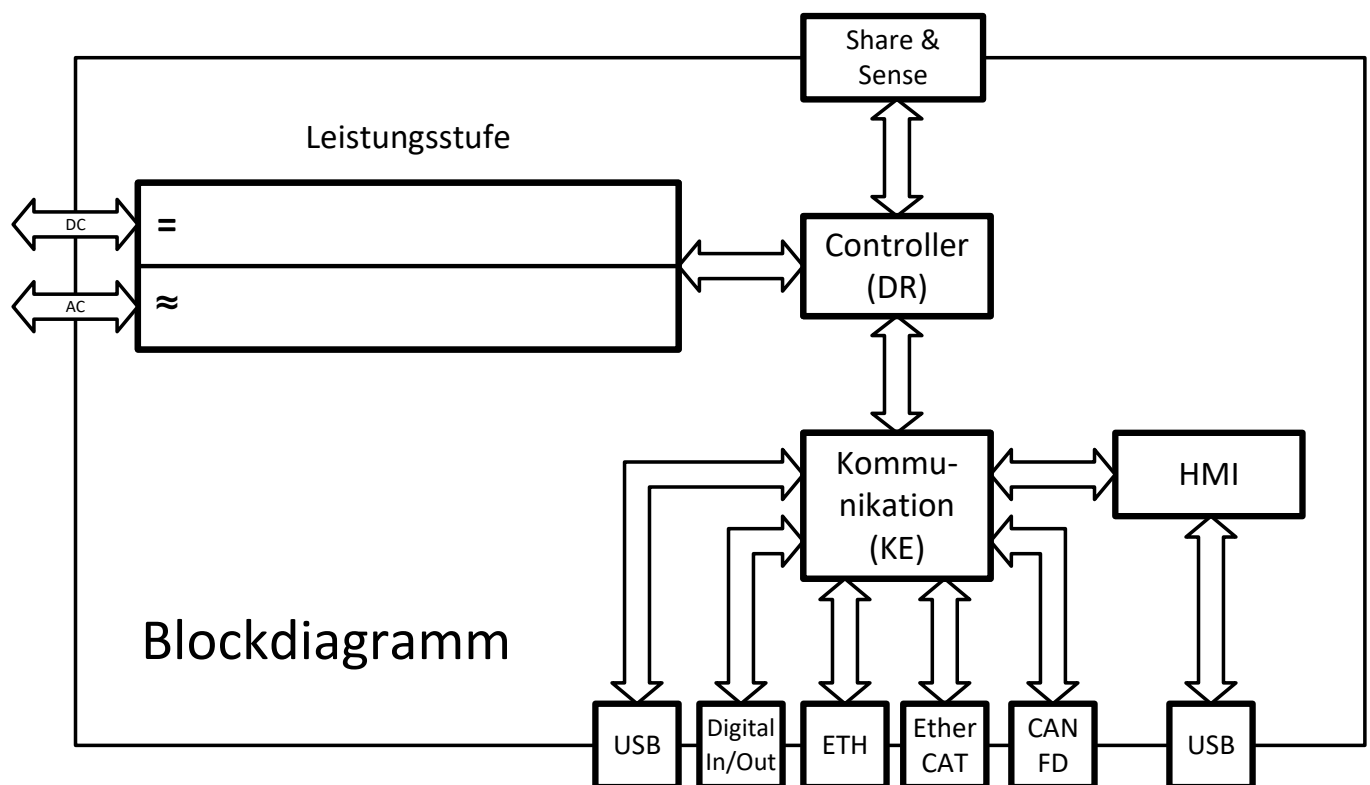 Share &
Sense
Leistungsstufe
DC
=
Controller
(DR)
AC
≈
Kommu-
nikation
(KE)
HMI
Blockdiagramm
USB
Digital
In/Out
ETH
Ether
CAT
CAN
FD
USB